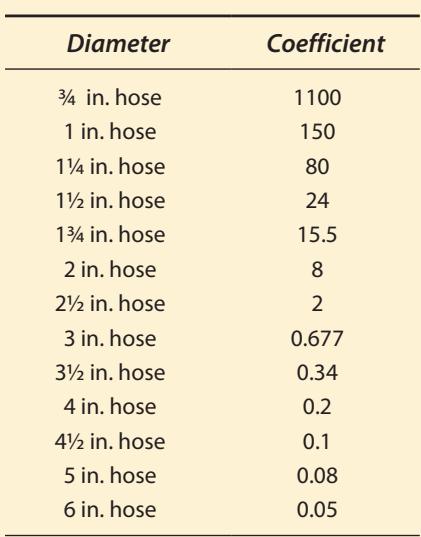 Diameter Coefficient
¾ in. hose 1100
1 in. hose 150
1¼ in. hose 80
1½ in. hose 24
1¾ in. hose 15.5
2 in. hose 8
2½ in. hose 2
3 in. hose 0.677
3½ in. hose 0.34
4 in. hose 0.2
4½ in. hose 0.1
5 in. hose 0.08
6 in. hose 0.05